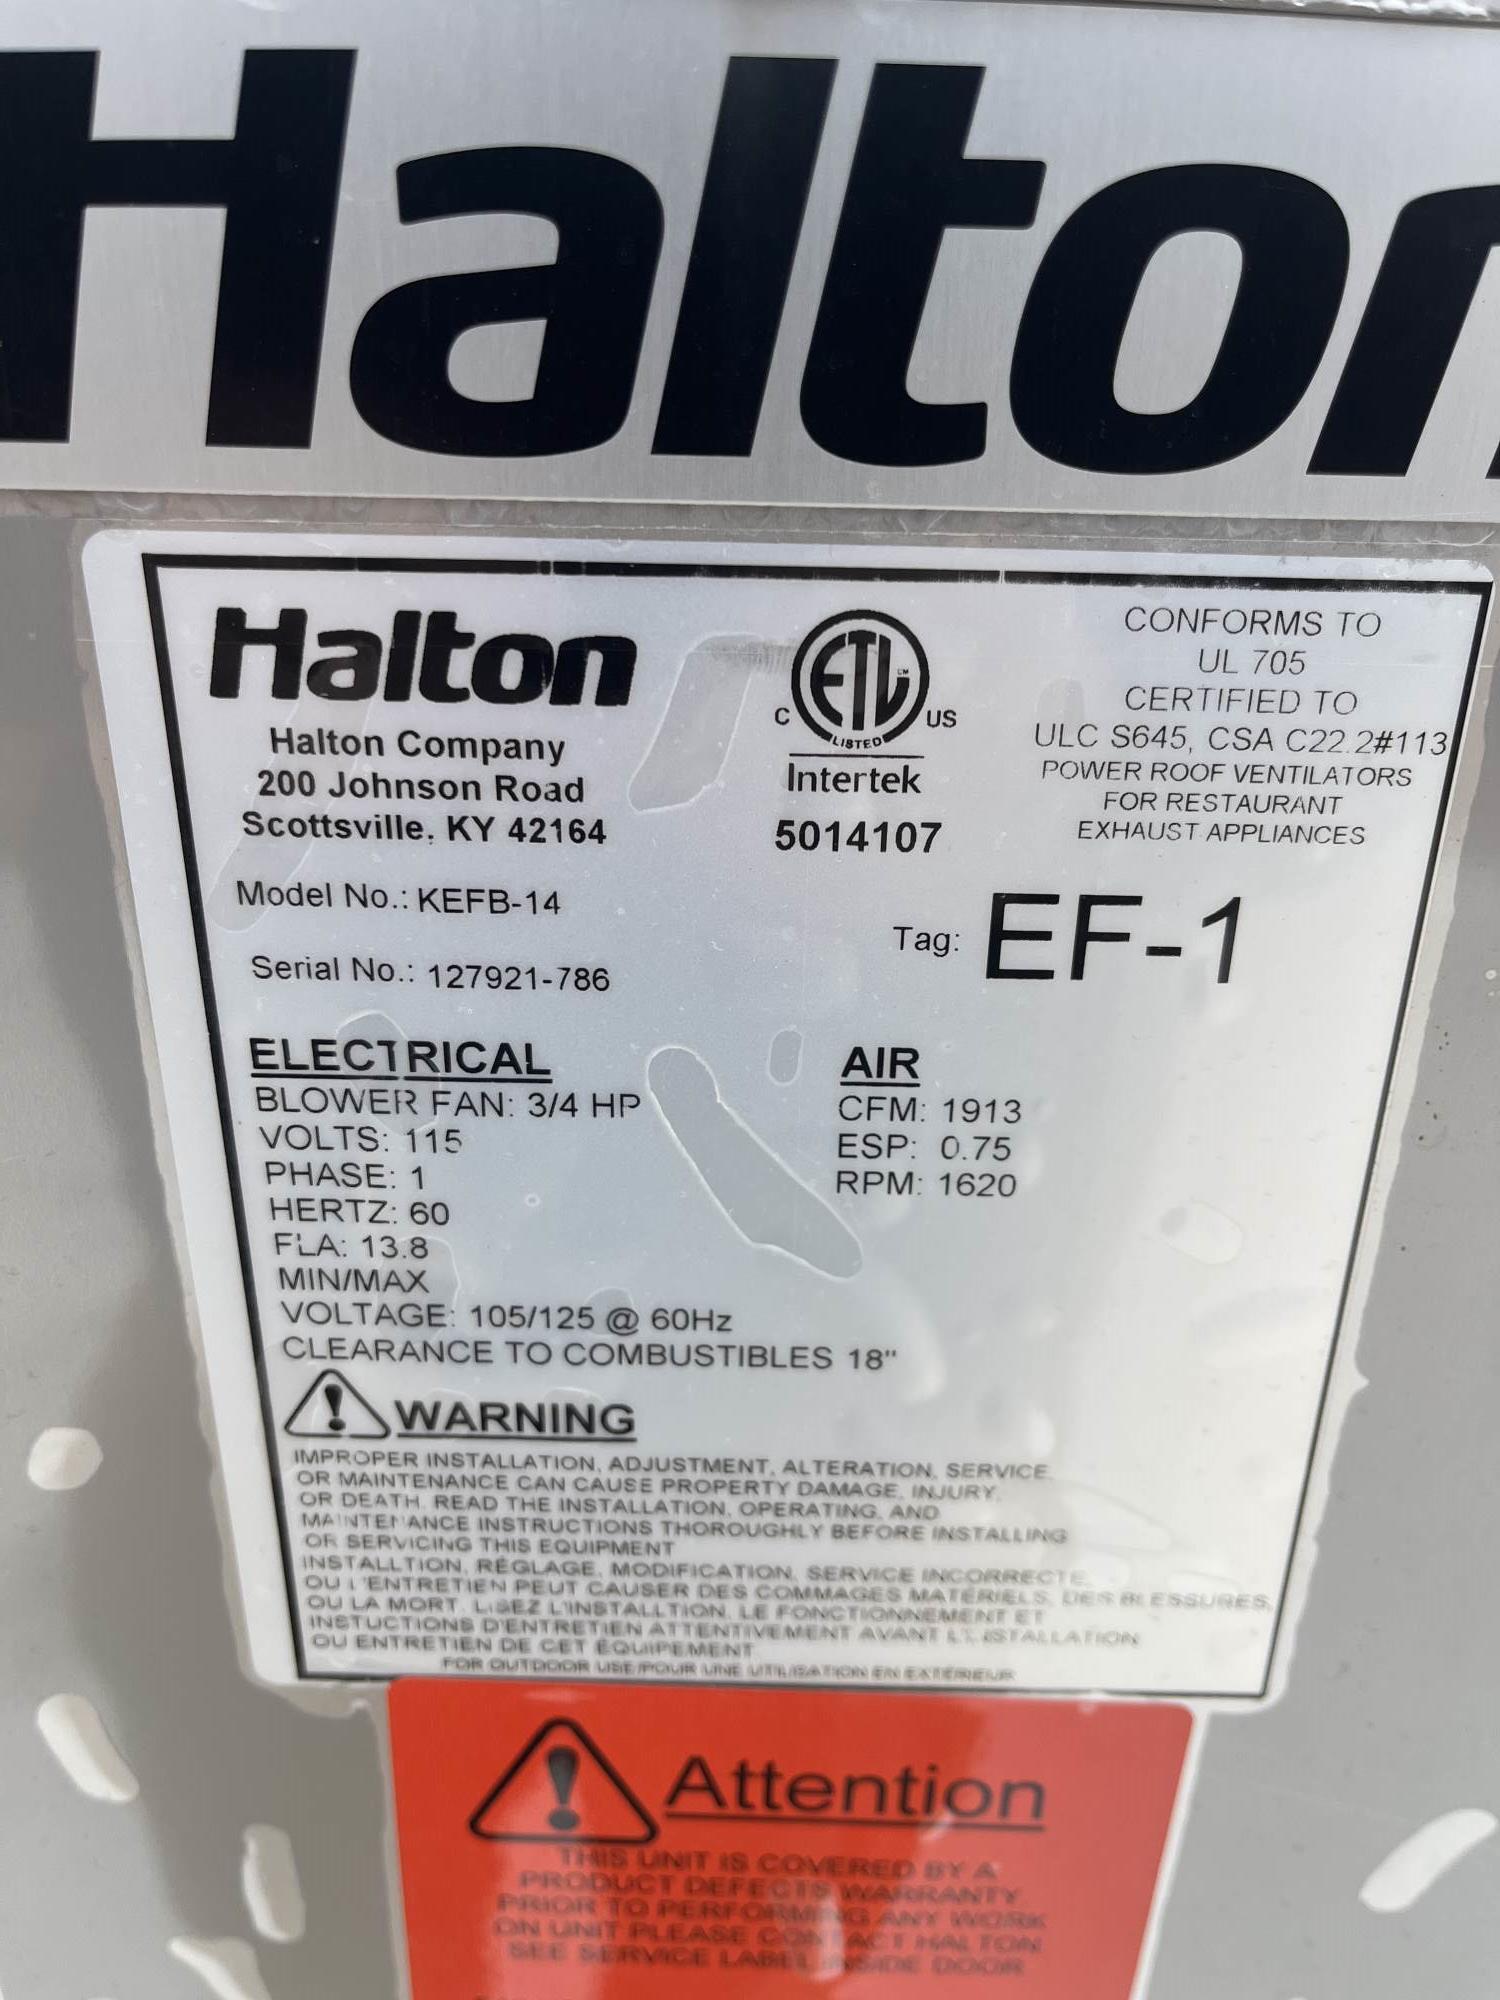 Halton
Halton
Halton Company
200 Johnson Road
Scottsville, KY 42164
ETL
C US
LISTED
Intertek
5014107
CONFORMS TO
UL 705
CERTIFIED TO
ULC S645, CSA C22.2#113
POWER ROOF VENTILATORS
FOR RESTAURANT
EXHAUST APPLIANCES
Model No.: KEFB-14
Tag: EF-1
Serial No.: 127921-786
ELECTRICAL
BLOWER FAN: 3/4 HP
VOLTS: 115
PHASE: 1
HERTZ: 60
FLA: 13.8
MIN/MAX
VOLTAGE: 105/125 @ 60Hz
CLEARANCE TO COMBUSTIBLES 18"
AIR
CFM: 1913
ESP: 0.75
RPM: 1620
WARNING
IMPROPER INSTALLATION, ADJUSTMENT, ALTERATION, SERVICE
OR MAINTENANCE CAN CAUSE PROPERTY DAMAGE, INJURY,
OR DEATH. READ THE INSTALLATION, OPERATING, AND
MAINTENANCE INSTRUCTIONS THOROUGHLY BEFORE INSTALLING
OR SERVICING THIS EQUIPMENT
INSTALLTION, RÉGLAGE, MODIFICATION, SERVICE INCORRECTE
OU L'ENTRETIEN PEUT CAUSER DES COMMAGES MATÉRIELS, DES BLESSURES,
OU LA MORT. LISEZ L'INSTALLTION, LE FONCTIONNEMENT ET
INSTUCTIONS D'ENTRETIEN ATTENTIVEMENT AVANT
OU ENTRETIEN DE CET ÉQUIPEMENT
FOR OUTDOOR USE/POUR UNE UTILISATION EN EXTÉRIEUR
Attention
THIS UNIT IS COVERED BY A
PRODUCT DEFECTS WARRANTY.
PRIOR TO PERFORMING ANY WORK
ON UNIT PLEASE CONTACT HALTON
SEE SERVICE LABEL INSIDE DOOR